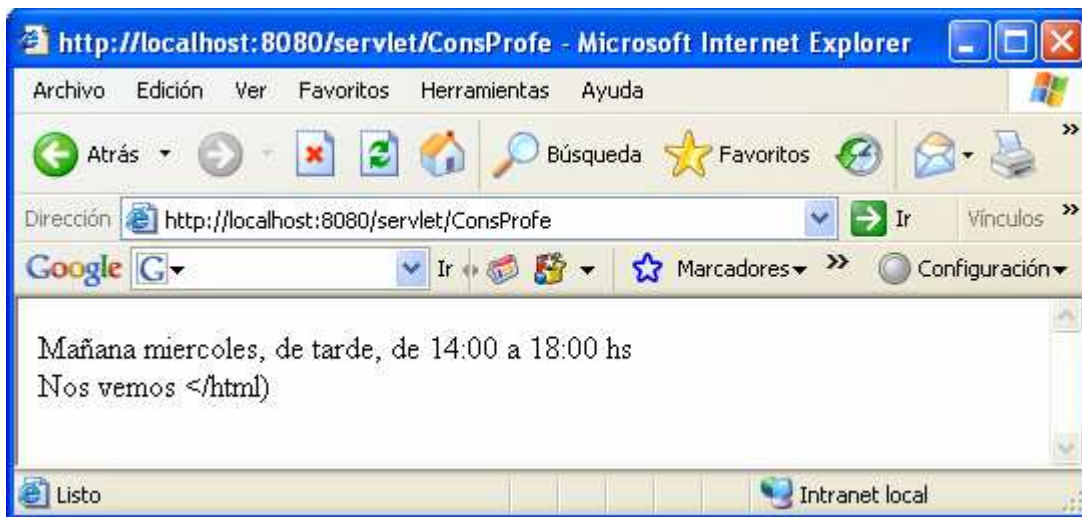 http://localhost:8080/servlet/ConsProfe - Microsoft Internet Explorer
Archivo Edición Ver Favoritos Herramientas Ayuda
Atrás Búsqueda Favoritos »
Dirección http://localhost:8080/servlet/ConsProfe Ir Vínculos »
Google G Ir Marcadores » Configuración
Mañana miercoles, de tarde, de 14:00 a 18:00 hs
Nos vemos </html)
Listo Intranet local